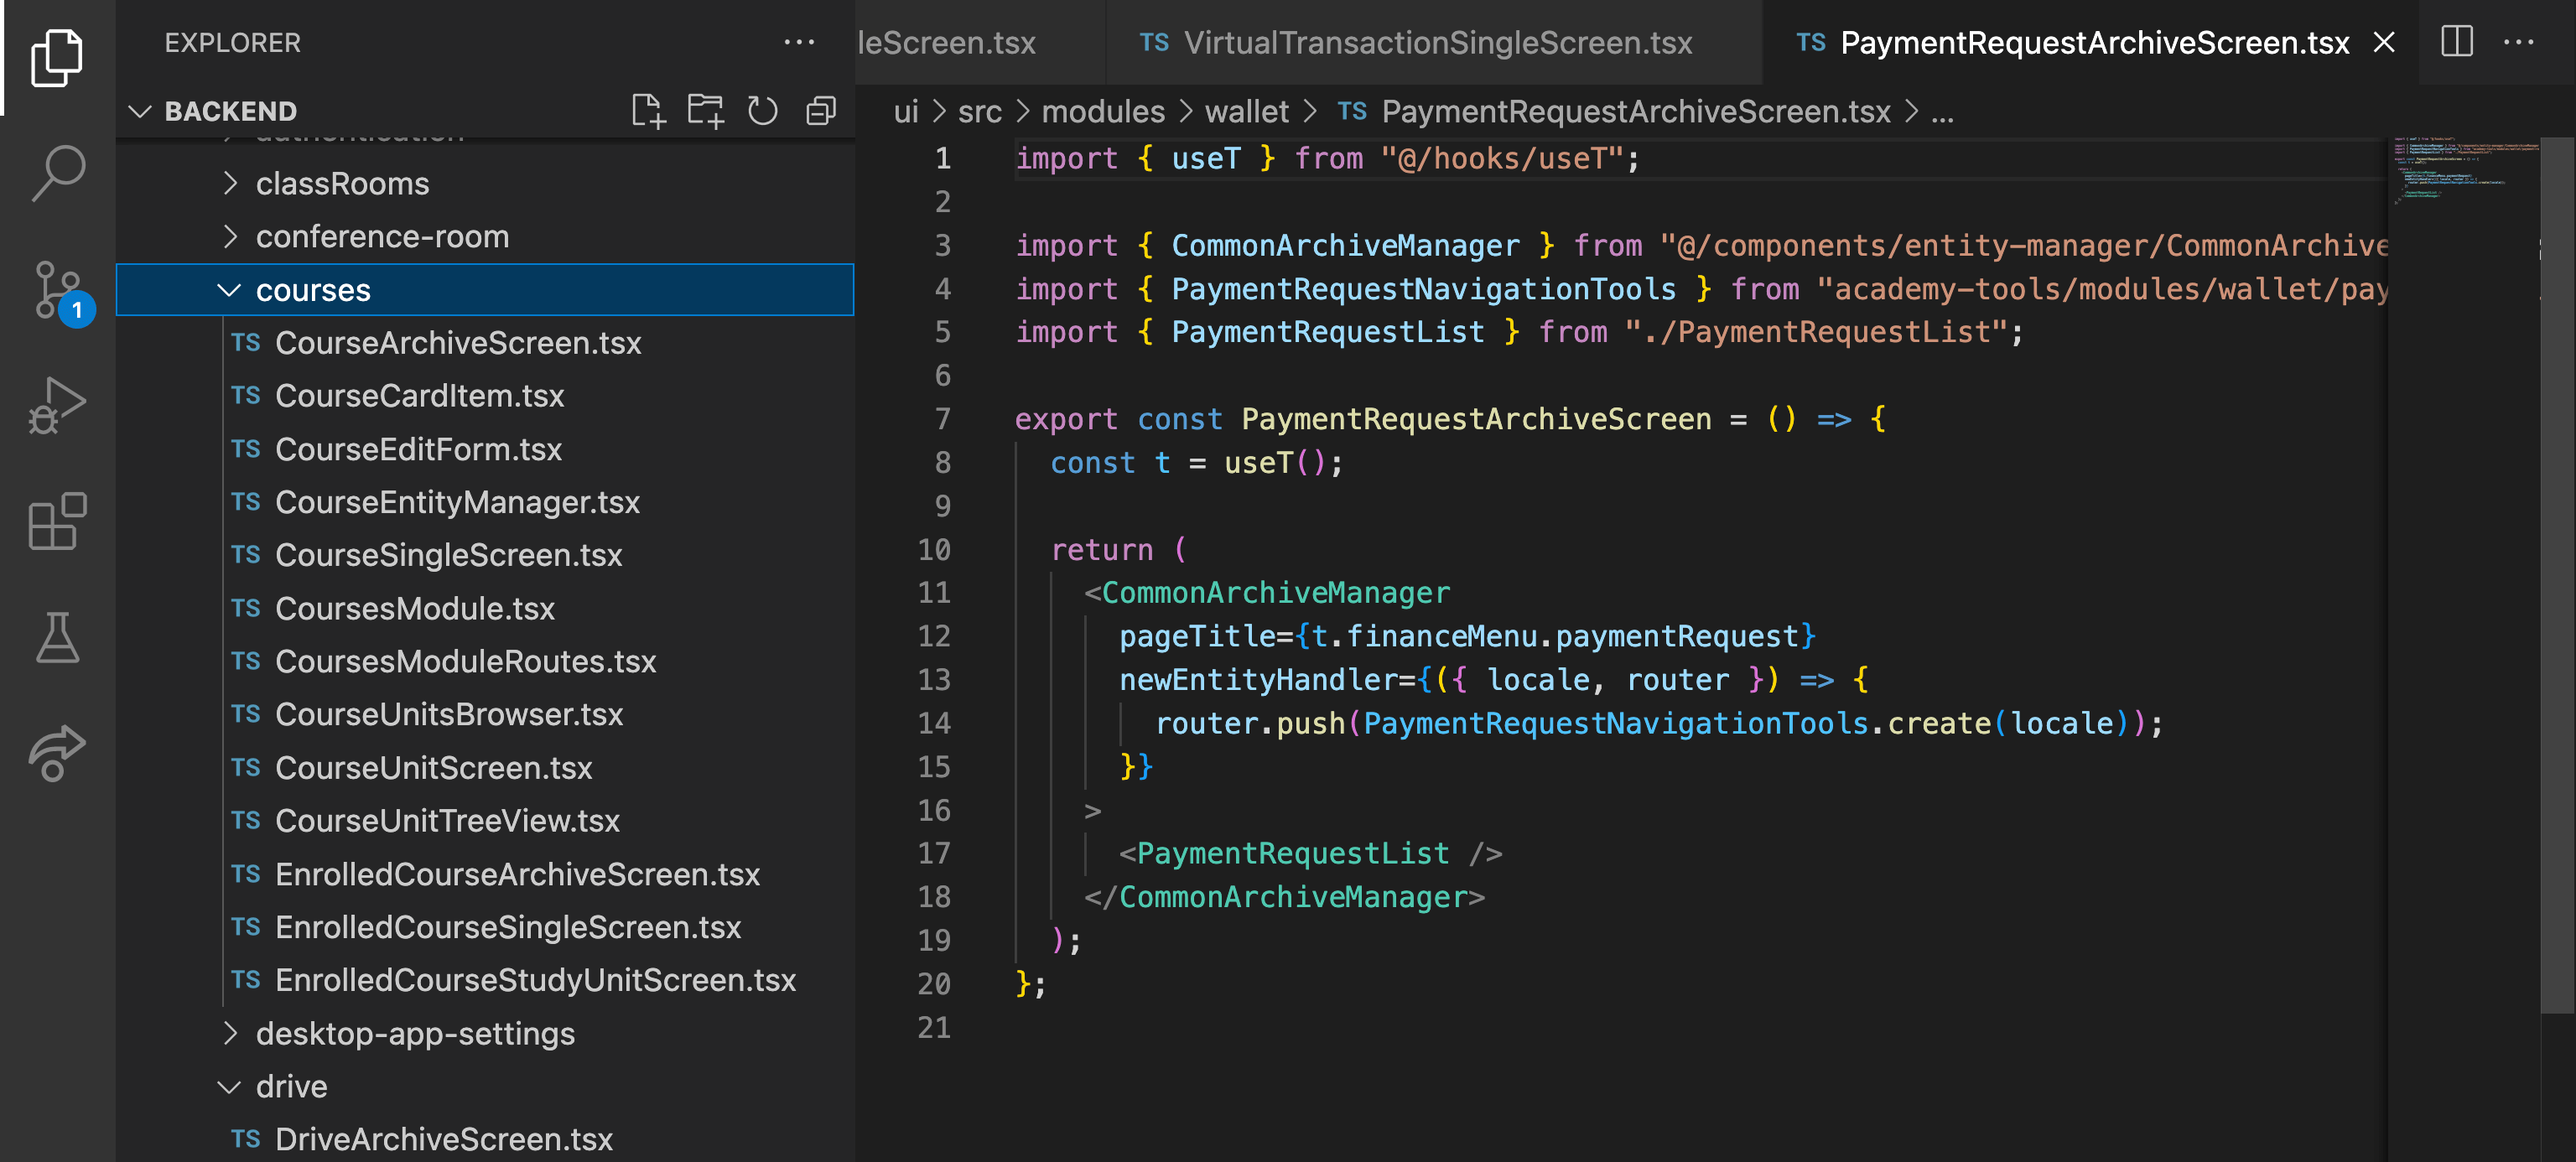 EXPLORER
BACKEND
authentication
classRooms
conference-room
courses
TS CourseArchiveScreen.tsx
TS CourseCardItem.tsx
TS CourseEditForm.tsx
TS CourseEntityManager.tsx
TS CourseSingleScreen.tsx
TS CoursesModule.tsx
TS CoursesModuleRoutes.tsx
TS CourseUnitsBrowser.tsx
TS CourseUnitScreen.tsx
TS CourseUnitTreeView.tsx
TS EnrolledCourseArchiveScreen.tsx
TS EnrolledCourseSingleScreen.tsx
TS EnrolledCourseStudyUnitScreen.tsx
desktop-app-settings
drive
TS DriveArchiveScreen.tsx
1
leScreen.tsx
TS VirtualTransactionSingleScreen.tsx
TS PaymentRequestArchiveScreen.tsx
ui > src > modules > wallet > TS PaymentRequestArchiveScreen.tsx > ...
1 import { useT } from "@/hooks/useT";
2
3 import { CommonArchiveManager } from "@/components/entity-manager/CommonArchive
4 import { PaymentRequestNavigationTools } from "academy-tools/modules/wallet/pay
5 import { PaymentRequestList } from "./PaymentRequestList";
6
7 export const PaymentRequestArchiveScreen = () => {
8 const t = useT();
9
10 return (
11 <CommonArchiveManager
12 pageTitle={t.financeMenu.paymentRequest}
13 newEntityHandler={({ locale, router }) => {
14 router.push(PaymentRequestNavigationTools.create(locale));
15 }}
16 >
17 <PaymentRequestList />
18 </CommonArchiveManager>
19 );
20 };
21